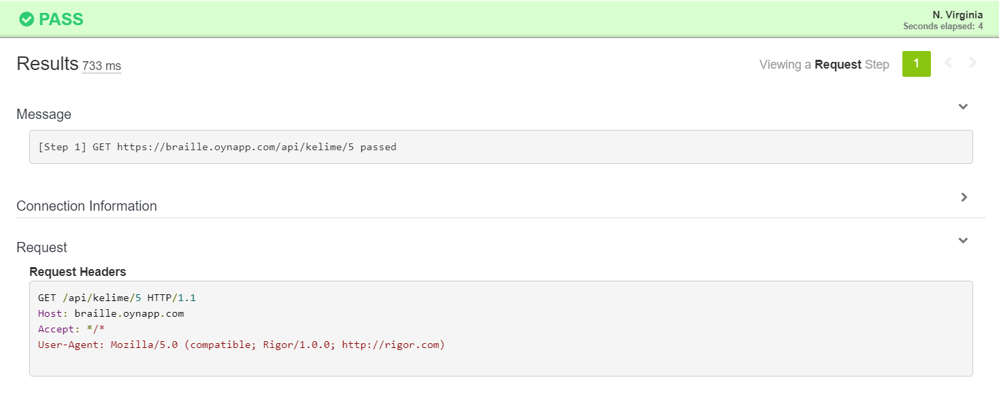 PASS
N. Virginia
Seconds elapsed: 4
Results 733 ms
Viewing a Request Step 1
Message
[Step 1] GET https://braille.oynapp.com/api/kelime/5 passed
Connection Information
Request
Request Headers
GET /api/kelime/5 HTTP/1.1
Host: braille.oynapp.com
Accept: */*
User-Agent: Mozilla/5.0 (compatible; Rigor/1.0.0; http://rigor.com)